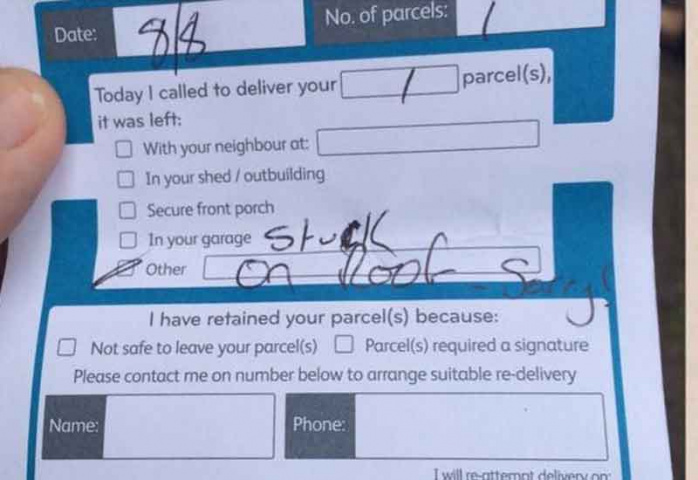 Date: 8/8 No. of parcels: 1
Today I called to deliver your 1 parcel(s),
it was left:
With your neighbour at:
In your shed / outbuilding
Secure front porch
In your garage Stuck
Other on Roof - Sorry!
I have retained your parcel(s) because:
Not safe to leave your parcel(s) Parcel(s) required a signature
Please contact me on number below to arrange suitable re-delivery
Name: Phone:
I will re-attempt delivery on: